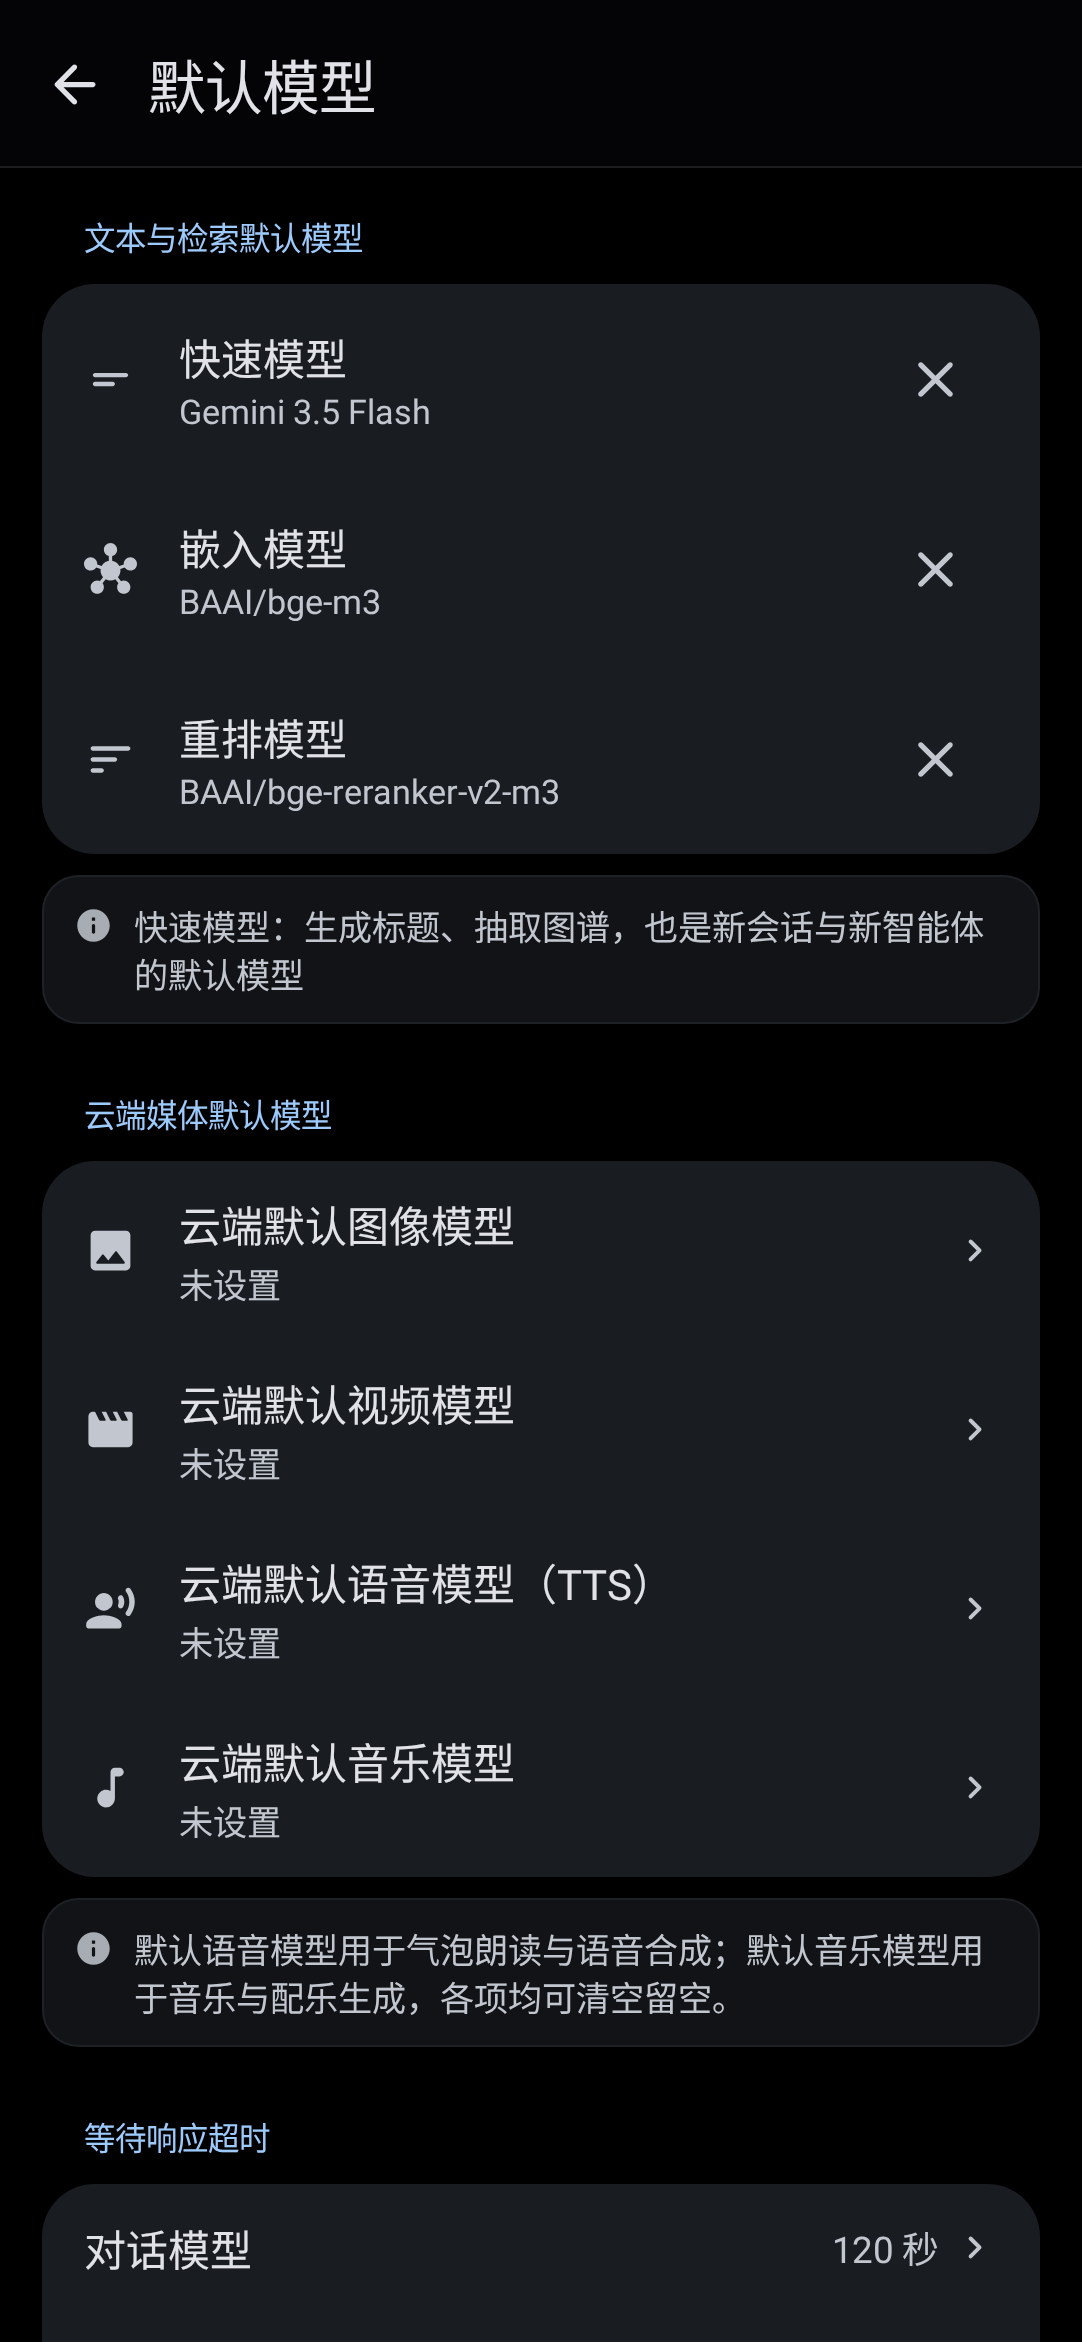 默认模型
文本与检索默认模型
快速模型
Gemini 3.5 Flash
嵌入模型
BAAI/bge-m3
重排模型
BAAI/bge-reranker-v2-m3
快速模型：生成标题、抽取图谱，也是新会话与新智能体
的默认模型
云端媒体默认模型
云端默认图像模型
未设置
云端默认视频模型
未设置
云端默认语音模型（TTS）
未设置
云端默认音乐模型
未设置
默认语音模型用于气泡朗读与语音合成；默认音乐模型用
于音乐与配乐生成，各项均可清空留空。
等待响应超时
对话模型
120 秒